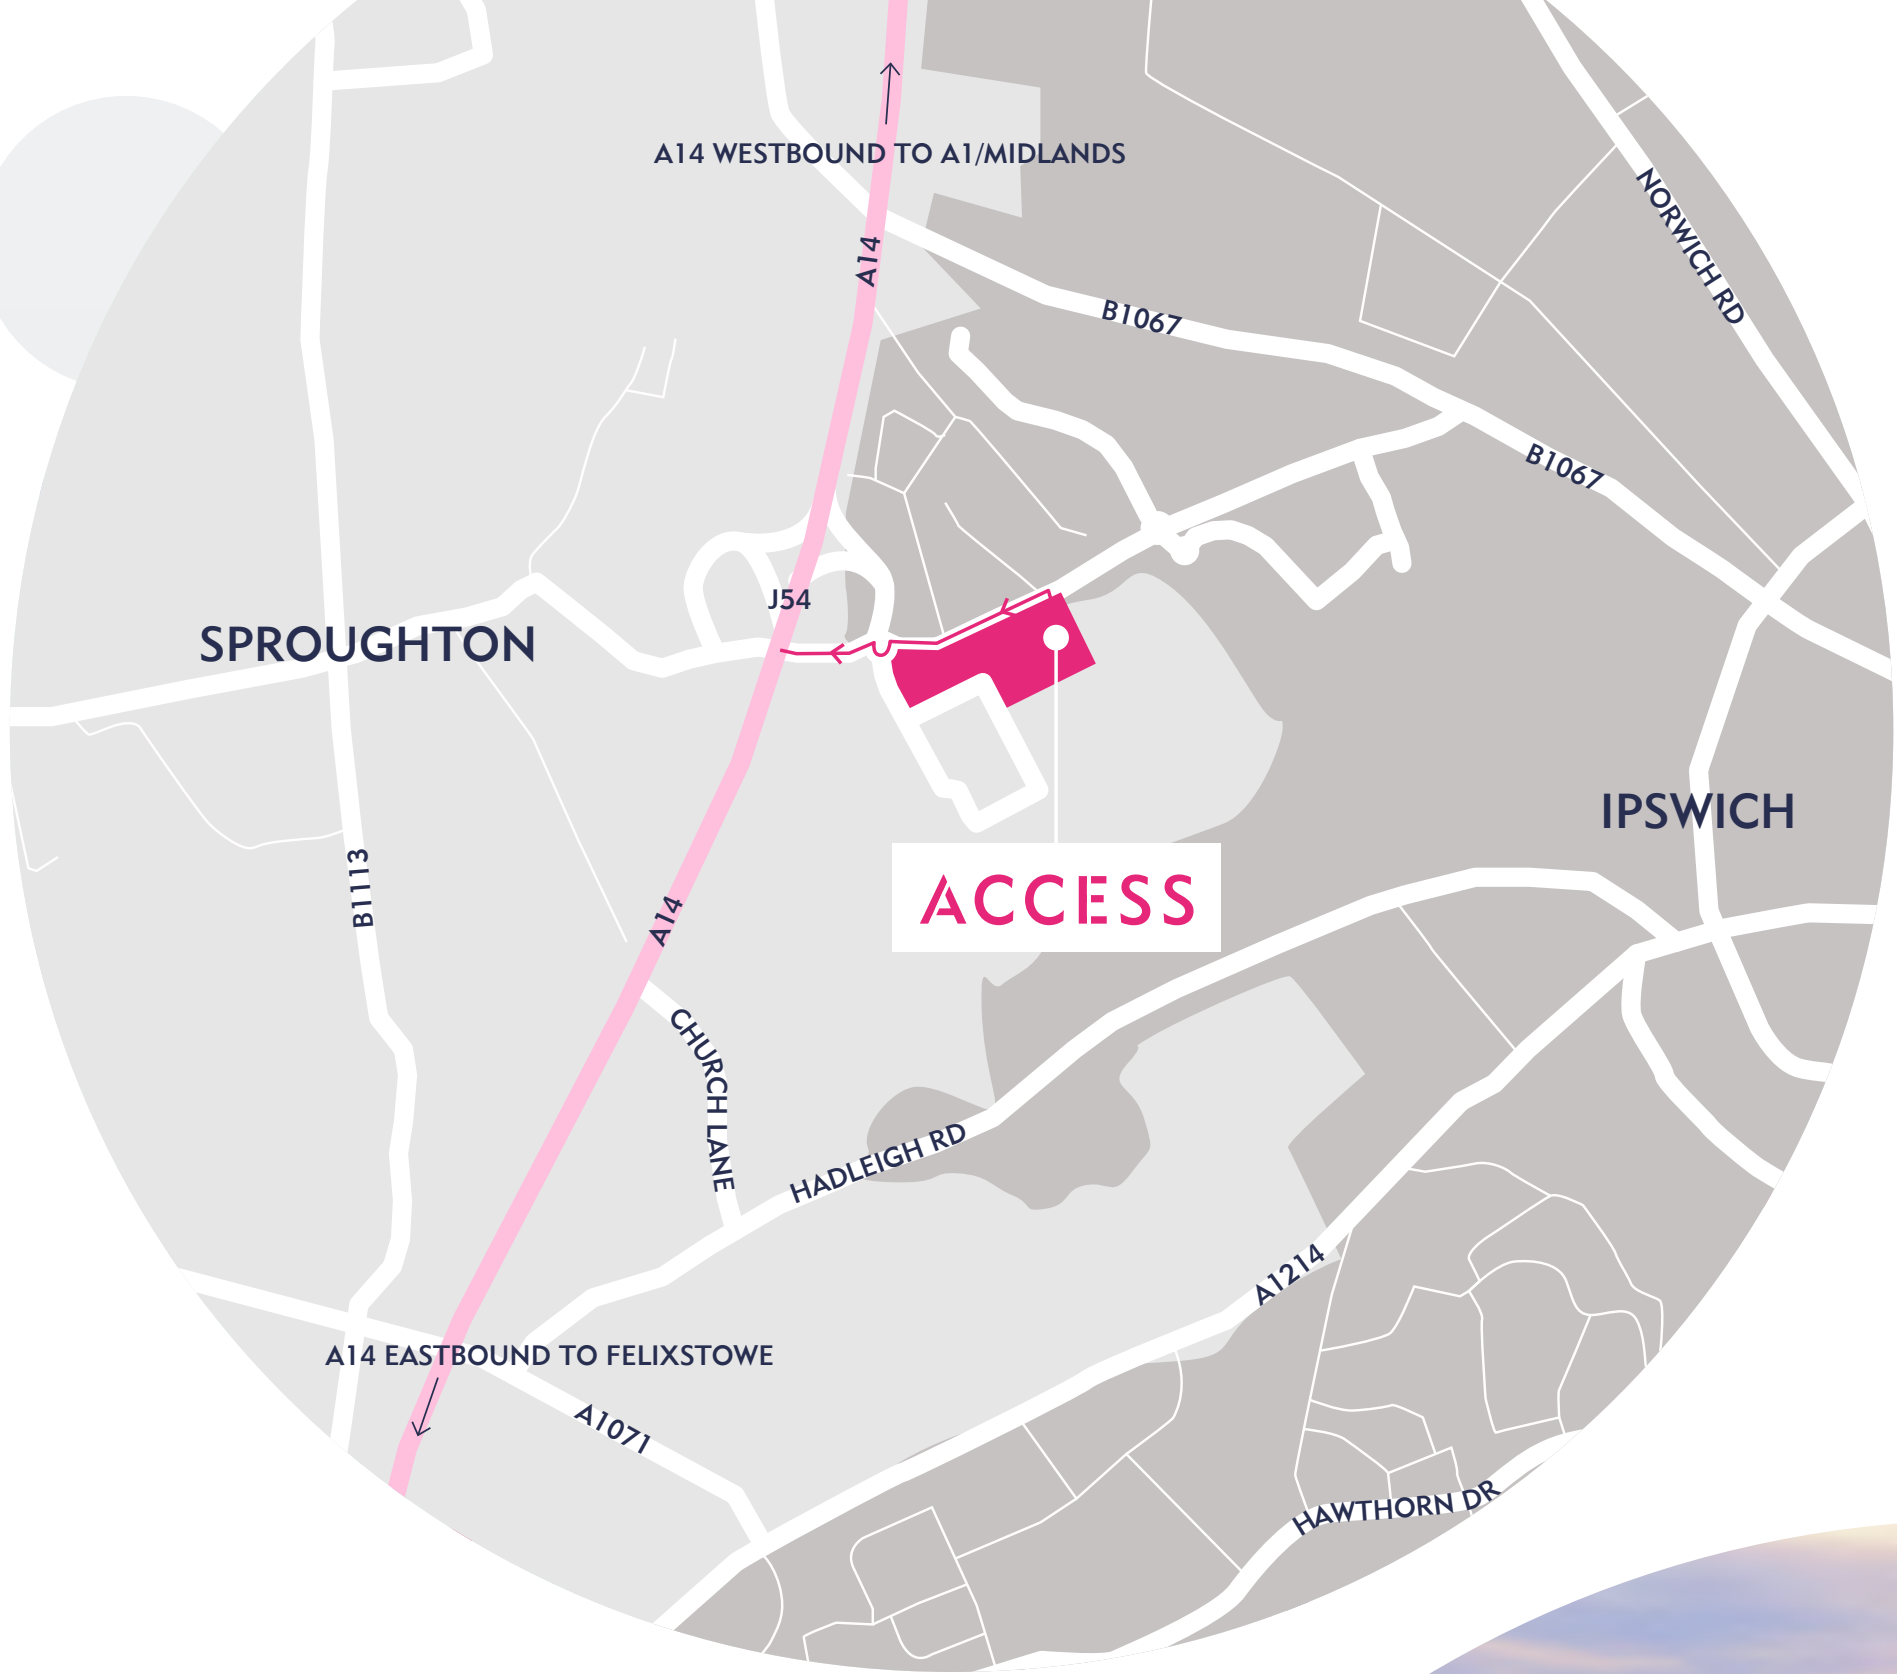 A14 WESTBOUND TO A1/MIDLANDS
NORWICH RD
A14
B1067
B1067
J54
SPROUGHTON
IPSWICH
B1113
ACCESS
A14
CHURCH LANE
HADLEIGH RD
A1214
A14 EASTBOUND TO FELIXSTOWE
A1071
HAWTHORN DR